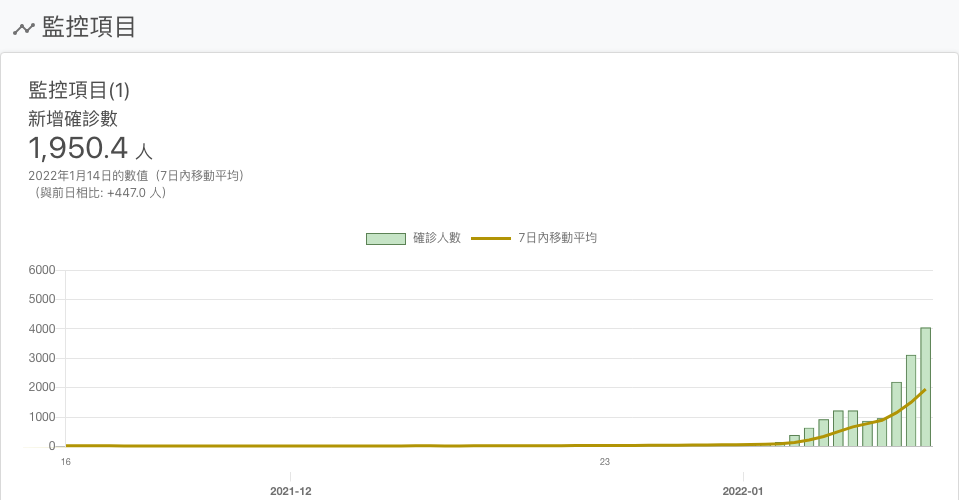 監控項目
監控項目(1)
新增確診數
1,950.4 人
2022年1月14日的數值（7日內移動平均）
（與前日相比: +447.0 人）
確診人數 7日內移動平均
6000
5000
4000
3000
2000
1000
0
16 23
2021-12 2022-01